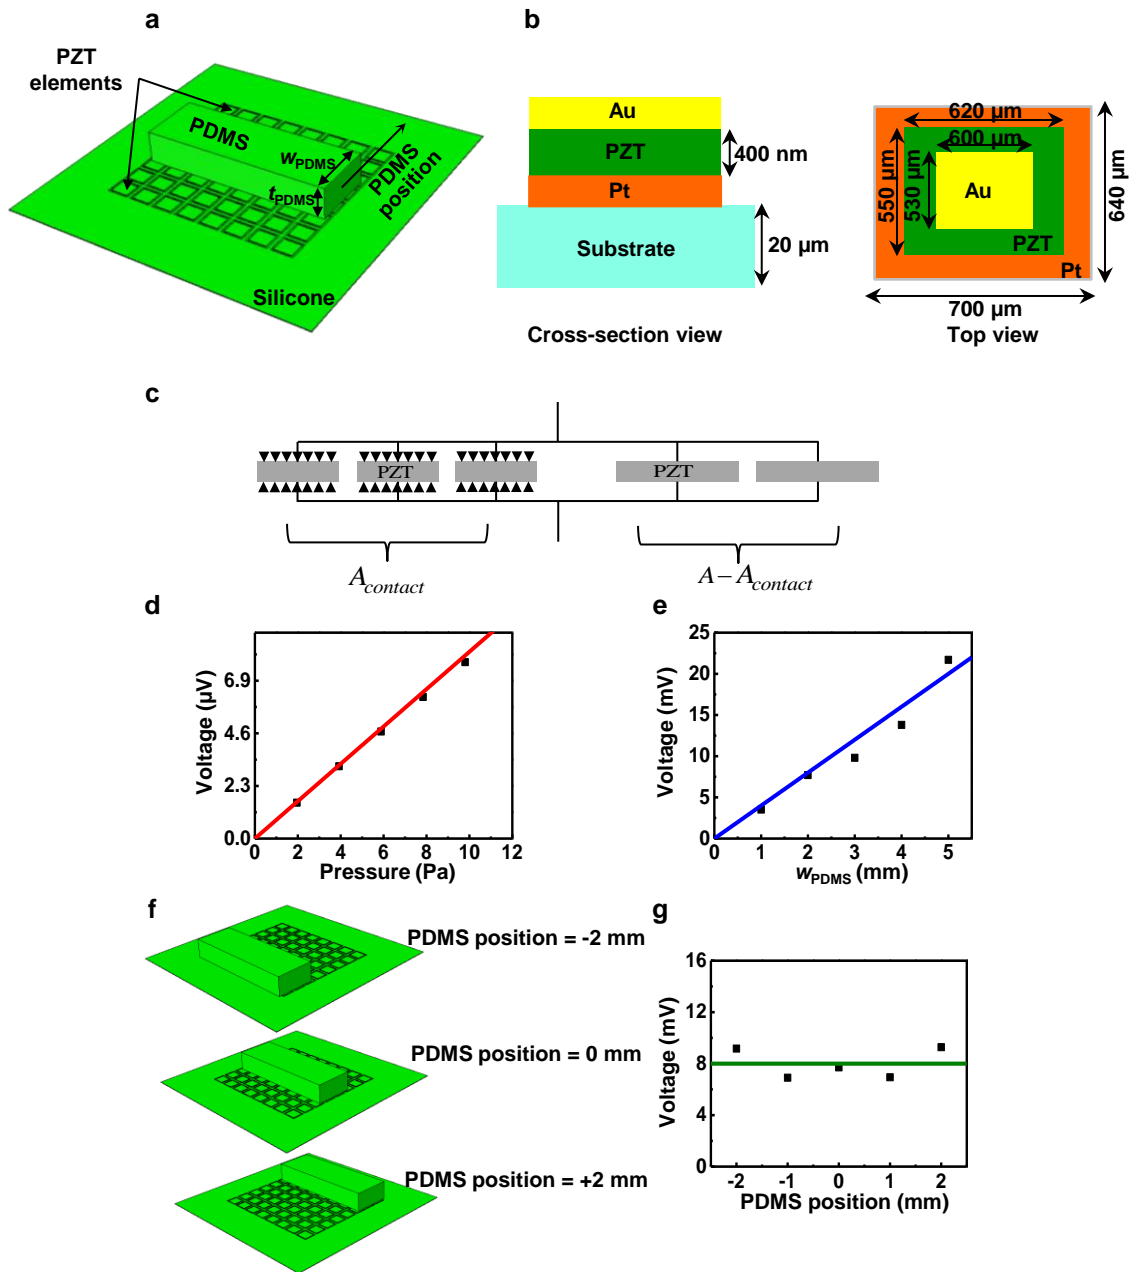 a
PZT
elements
PDMS
wPDMS
tPDMS
PDMS
position
Silicone
b
Au
PZT
Pt
Substrate
400 nm
20 µm
Cross-section view
620 µm
600 µm
550 µm
530 µm
Au
PZT
Pt
640 µm
700 µm
Top view
c
PZT
PZT
Acontact
A − Acontact
d
Voltage (µV)
6.9
4.6
2.3
0.0
0 2 4 6 8 10 12
Pressure (Pa)
e
Voltage (mV)
25
20
15
10
5
0
0 1 2 3 4 5
wPDMS (mm)
f
PDMS position = -2 mm
PDMS position = 0 mm
PDMS position = +2 mm
g
Voltage (mV)
16
12
8
4
0
-2 -1 0 1 2
PDMS position (mm)